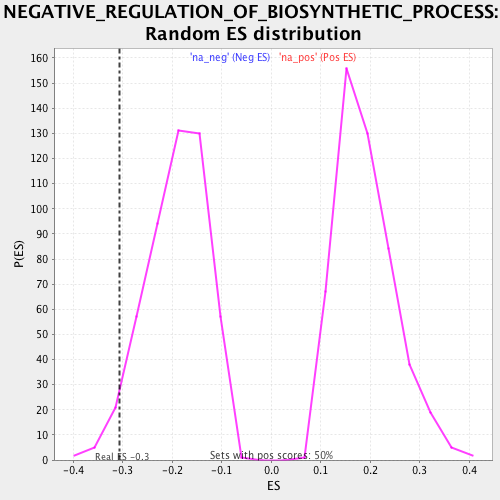 NEGATIVE_REGULATION_OF_BIOSYNTHETIC_PROCESS:
Random ES distribution
'na_neg' (Neg ES) 'na_pos' (Pos ES)
160
150
140
130
120
110
100
90
80
70
60
50
40
30
20
10
0
P(ES)
Real ES -0.3
Sets with pos scores: 50%
-0.4 -0.3 -0.2 -0.1 0.0 0.1 0.2 0.3 0.4
ES